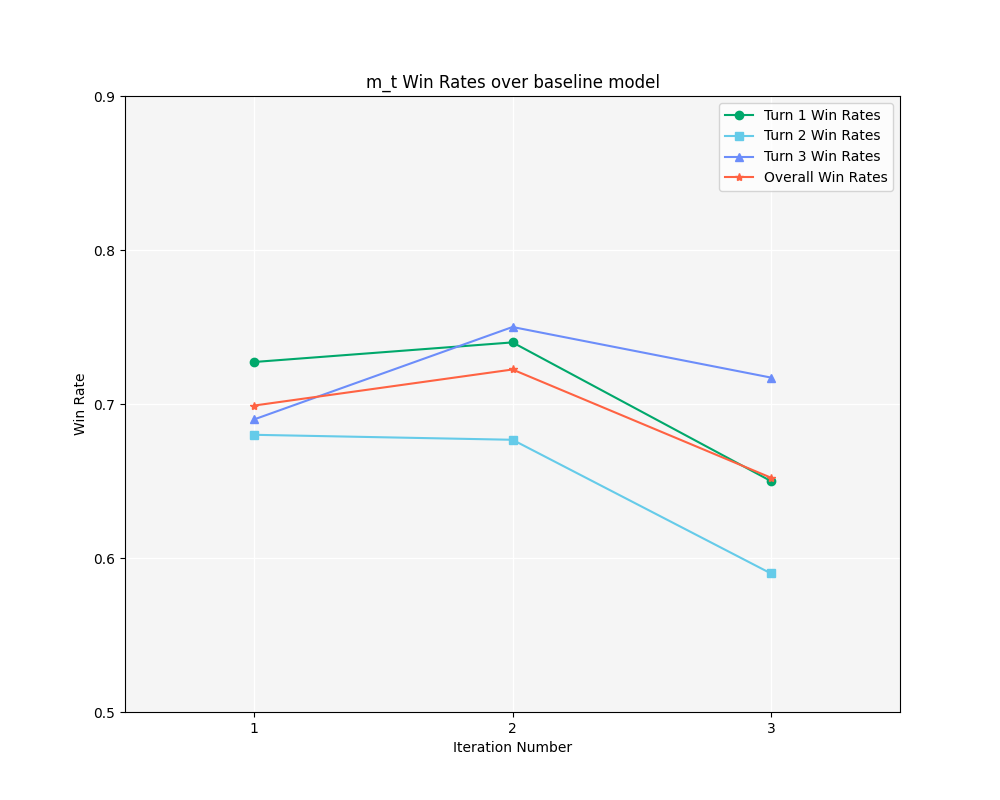 m_t Win Rates over baseline model
Turn 1 Win Rates
Turn 2 Win Rates
Turn 3 Win Rates
Overall Win Rates
Win Rate
0.9
0.8
0.7
0.6
0.5
1
2
3
Iteration Number